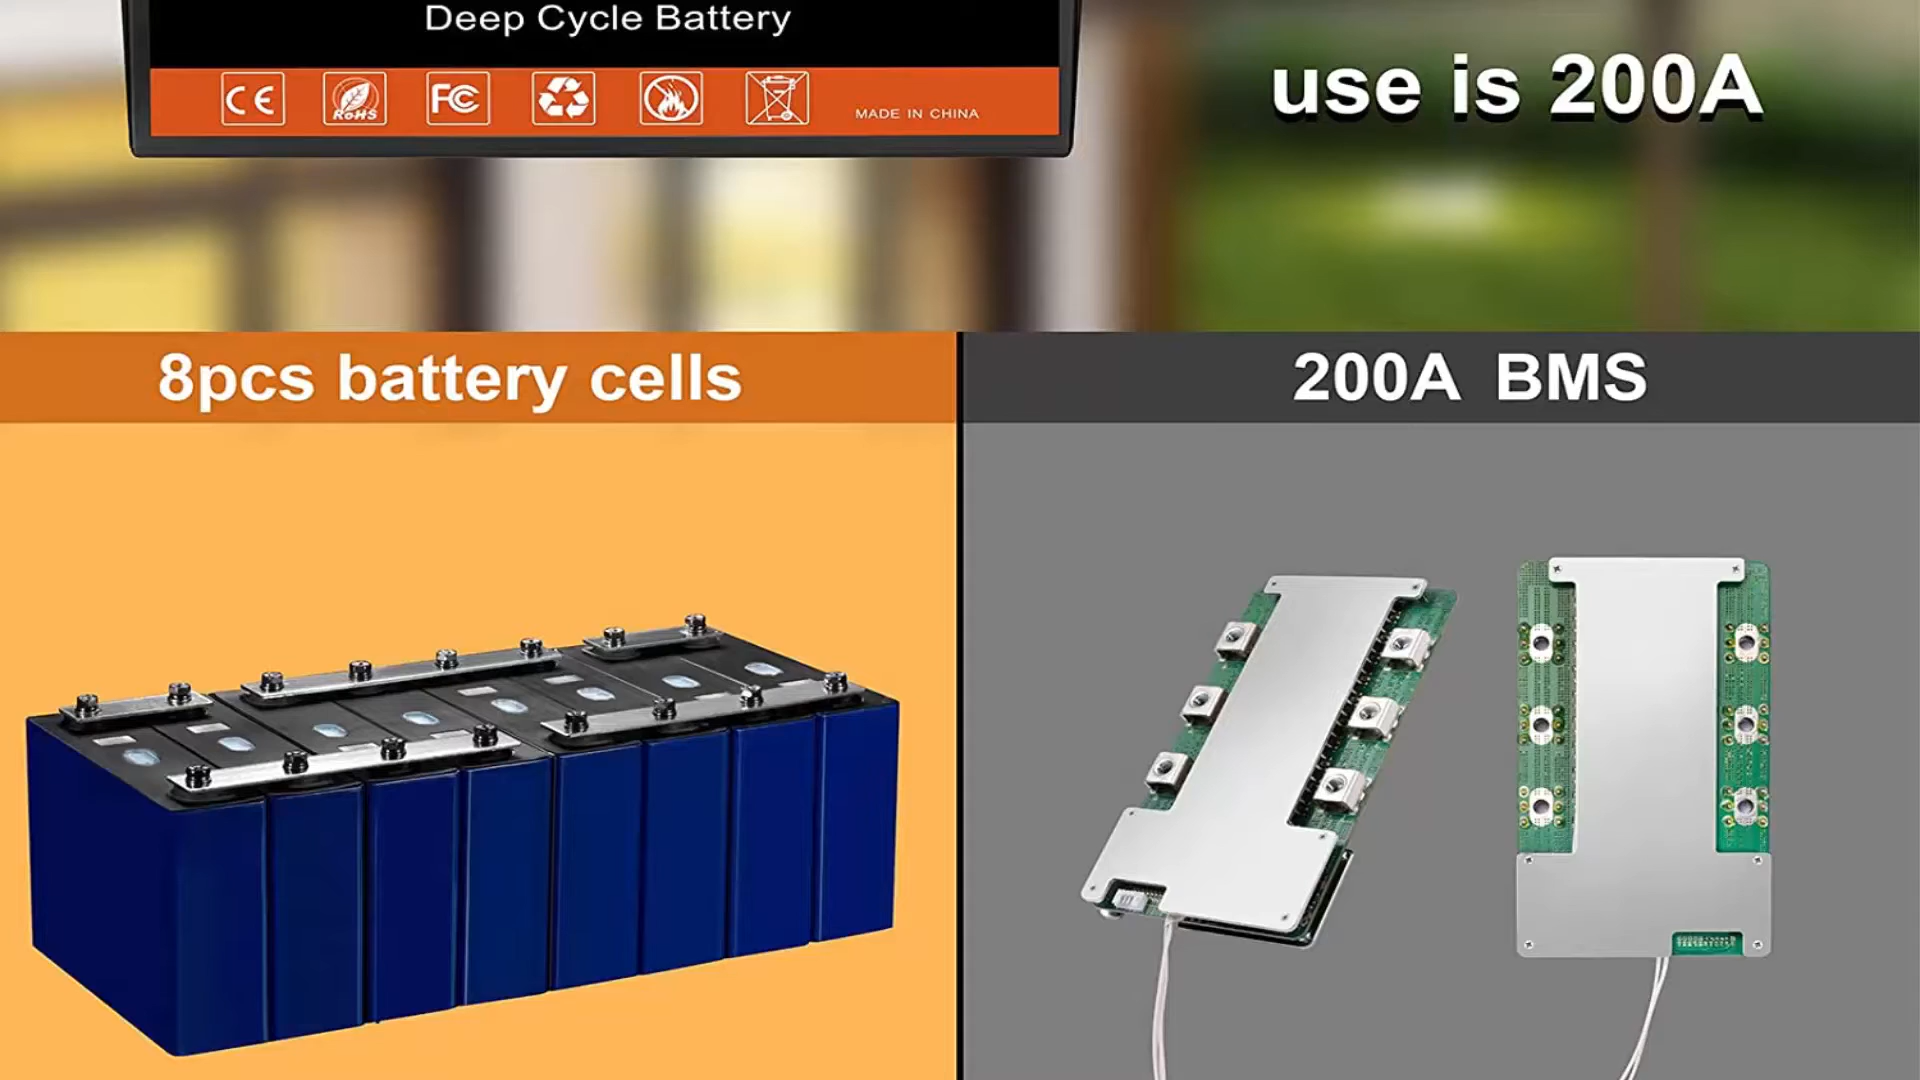 Deep Cycle Battery
use is 200A
CE
RoHS
FC
MADE IN CHINA
8pcs battery cells
200A BMS